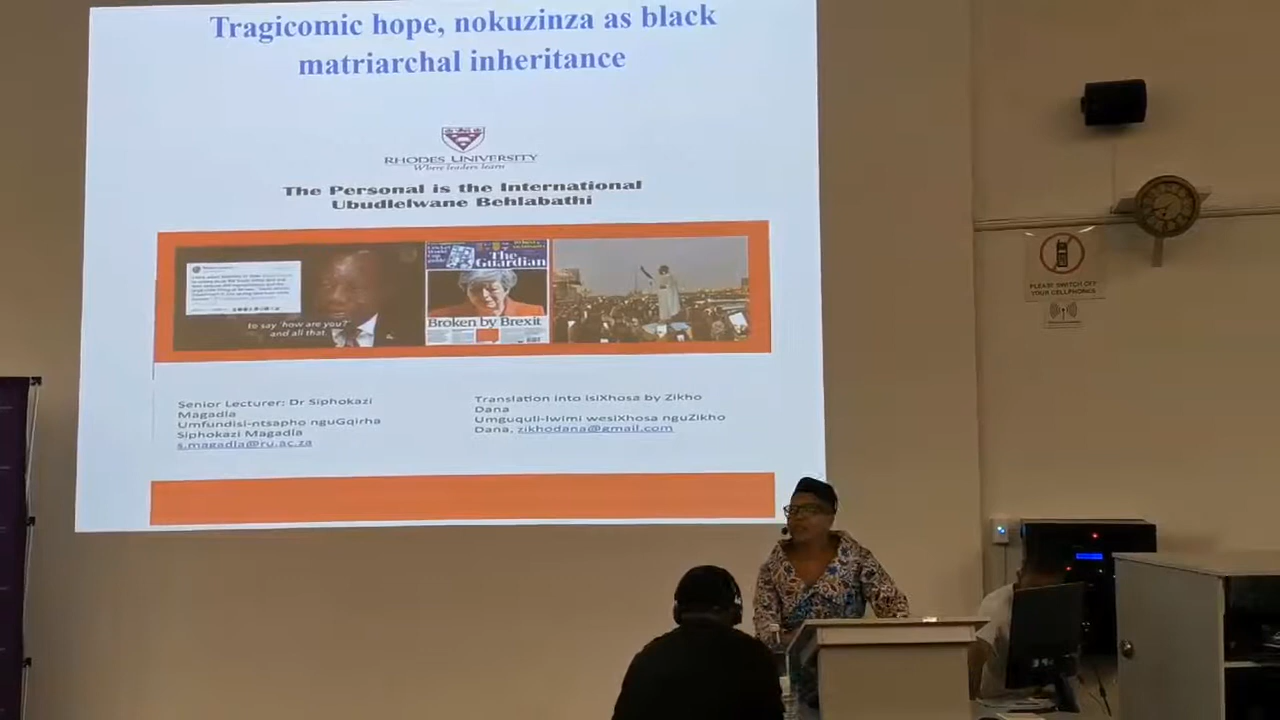 Tragicomic hope, nokuzinza as black
matriarchal inheritance
RHODES UNIVERSITY
Where leaders learn
The Personal is the International
Ubudlelwane Behlabathi
to say 'how are you?'
and all that.
The
Guardian
Broken by Brexit
Senior Lecturer: Dr Siphokazi
Magadla
Umfundisi-ntsapho nguGqirha
Siphokazi Magadla
s.magadla@ru.ac.za
Translation into isiXhosa by Zikho
Dana
Umguquli-lwimi wesiXhosa nguZikho
Dana, zikhodana@gmail.com
PLEASE SWITCH OFF
YOUR CELLPHONES